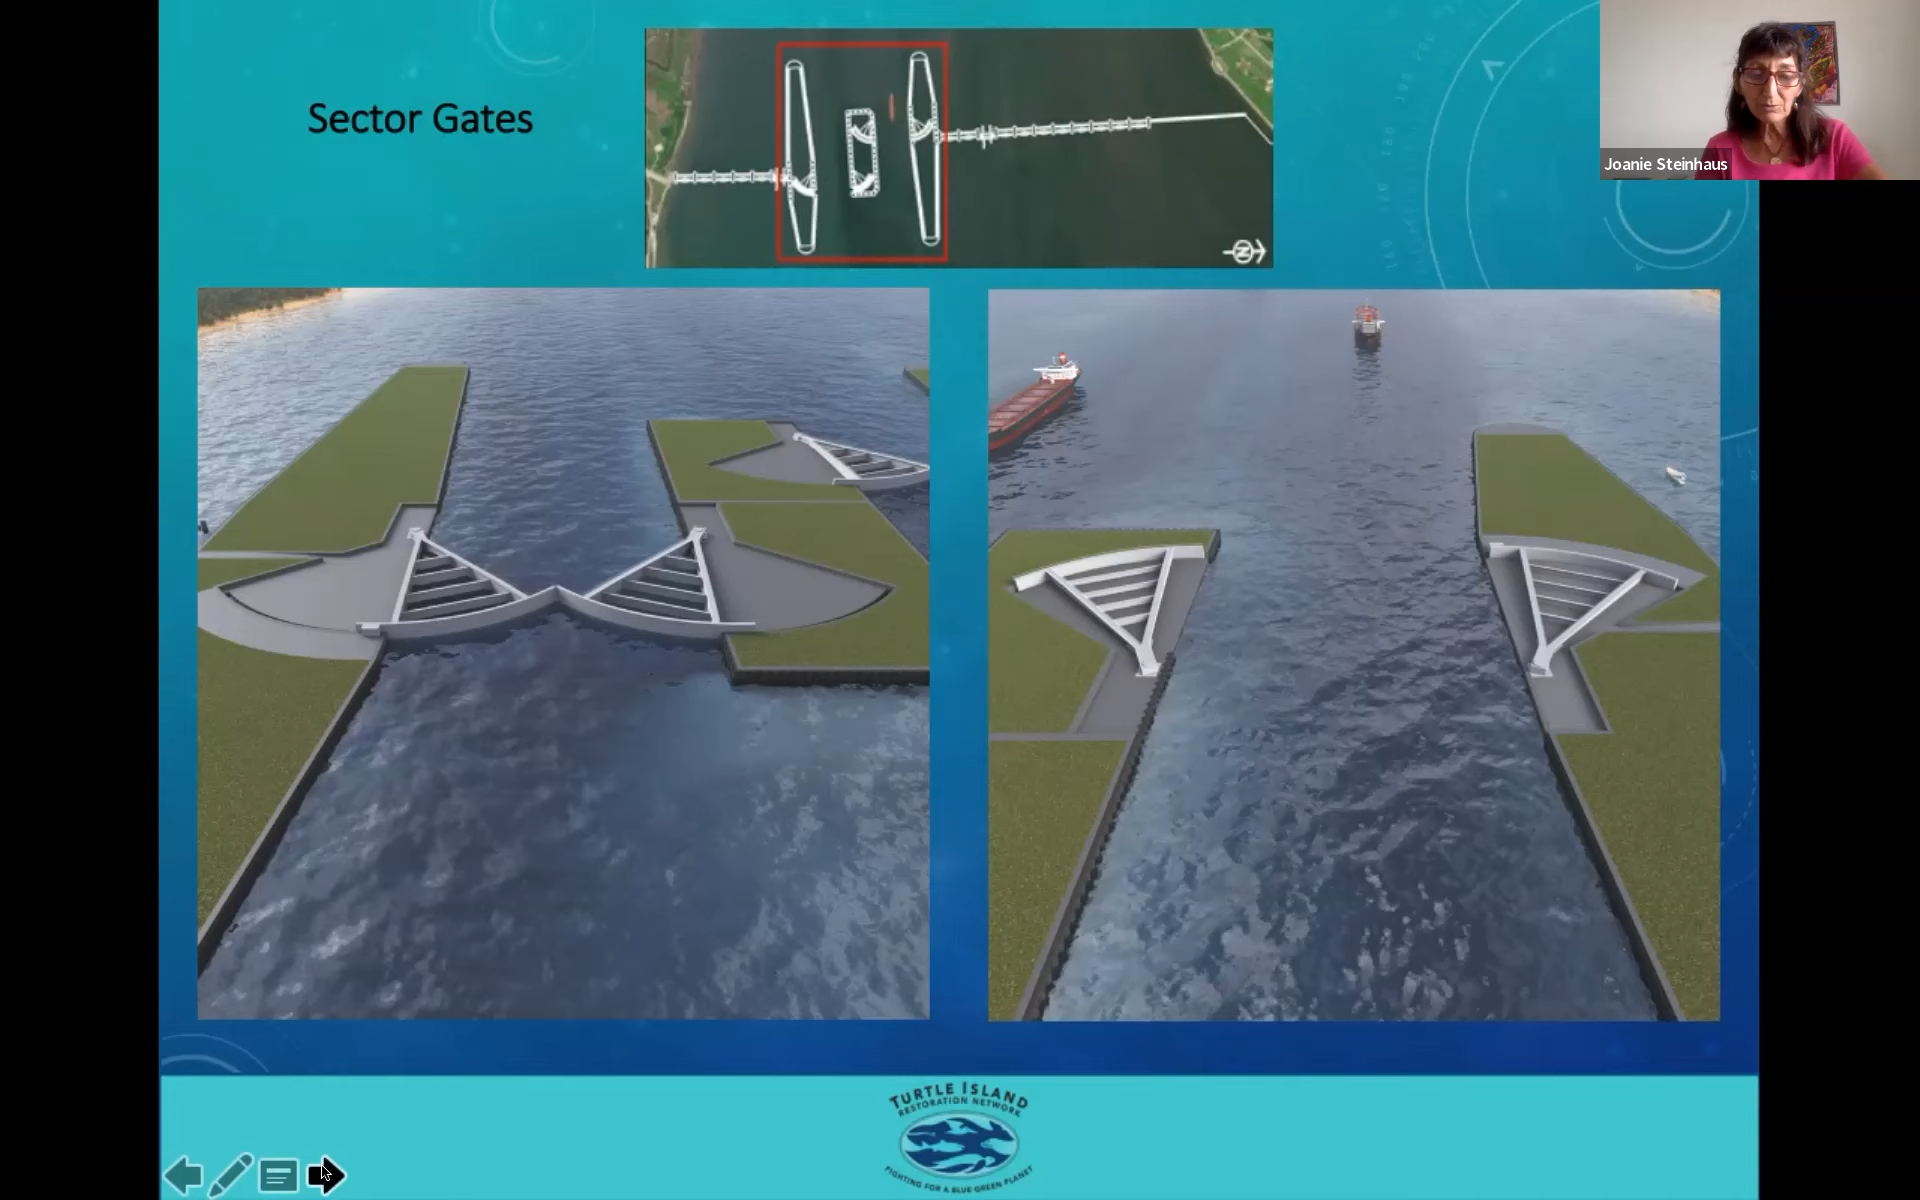 Sector Gates
N
Joanie Steinhaus
TURTLE ISLAND
RESTORATION NETWORK
FIGHTING FOR A BLUE-GREEN PLANET